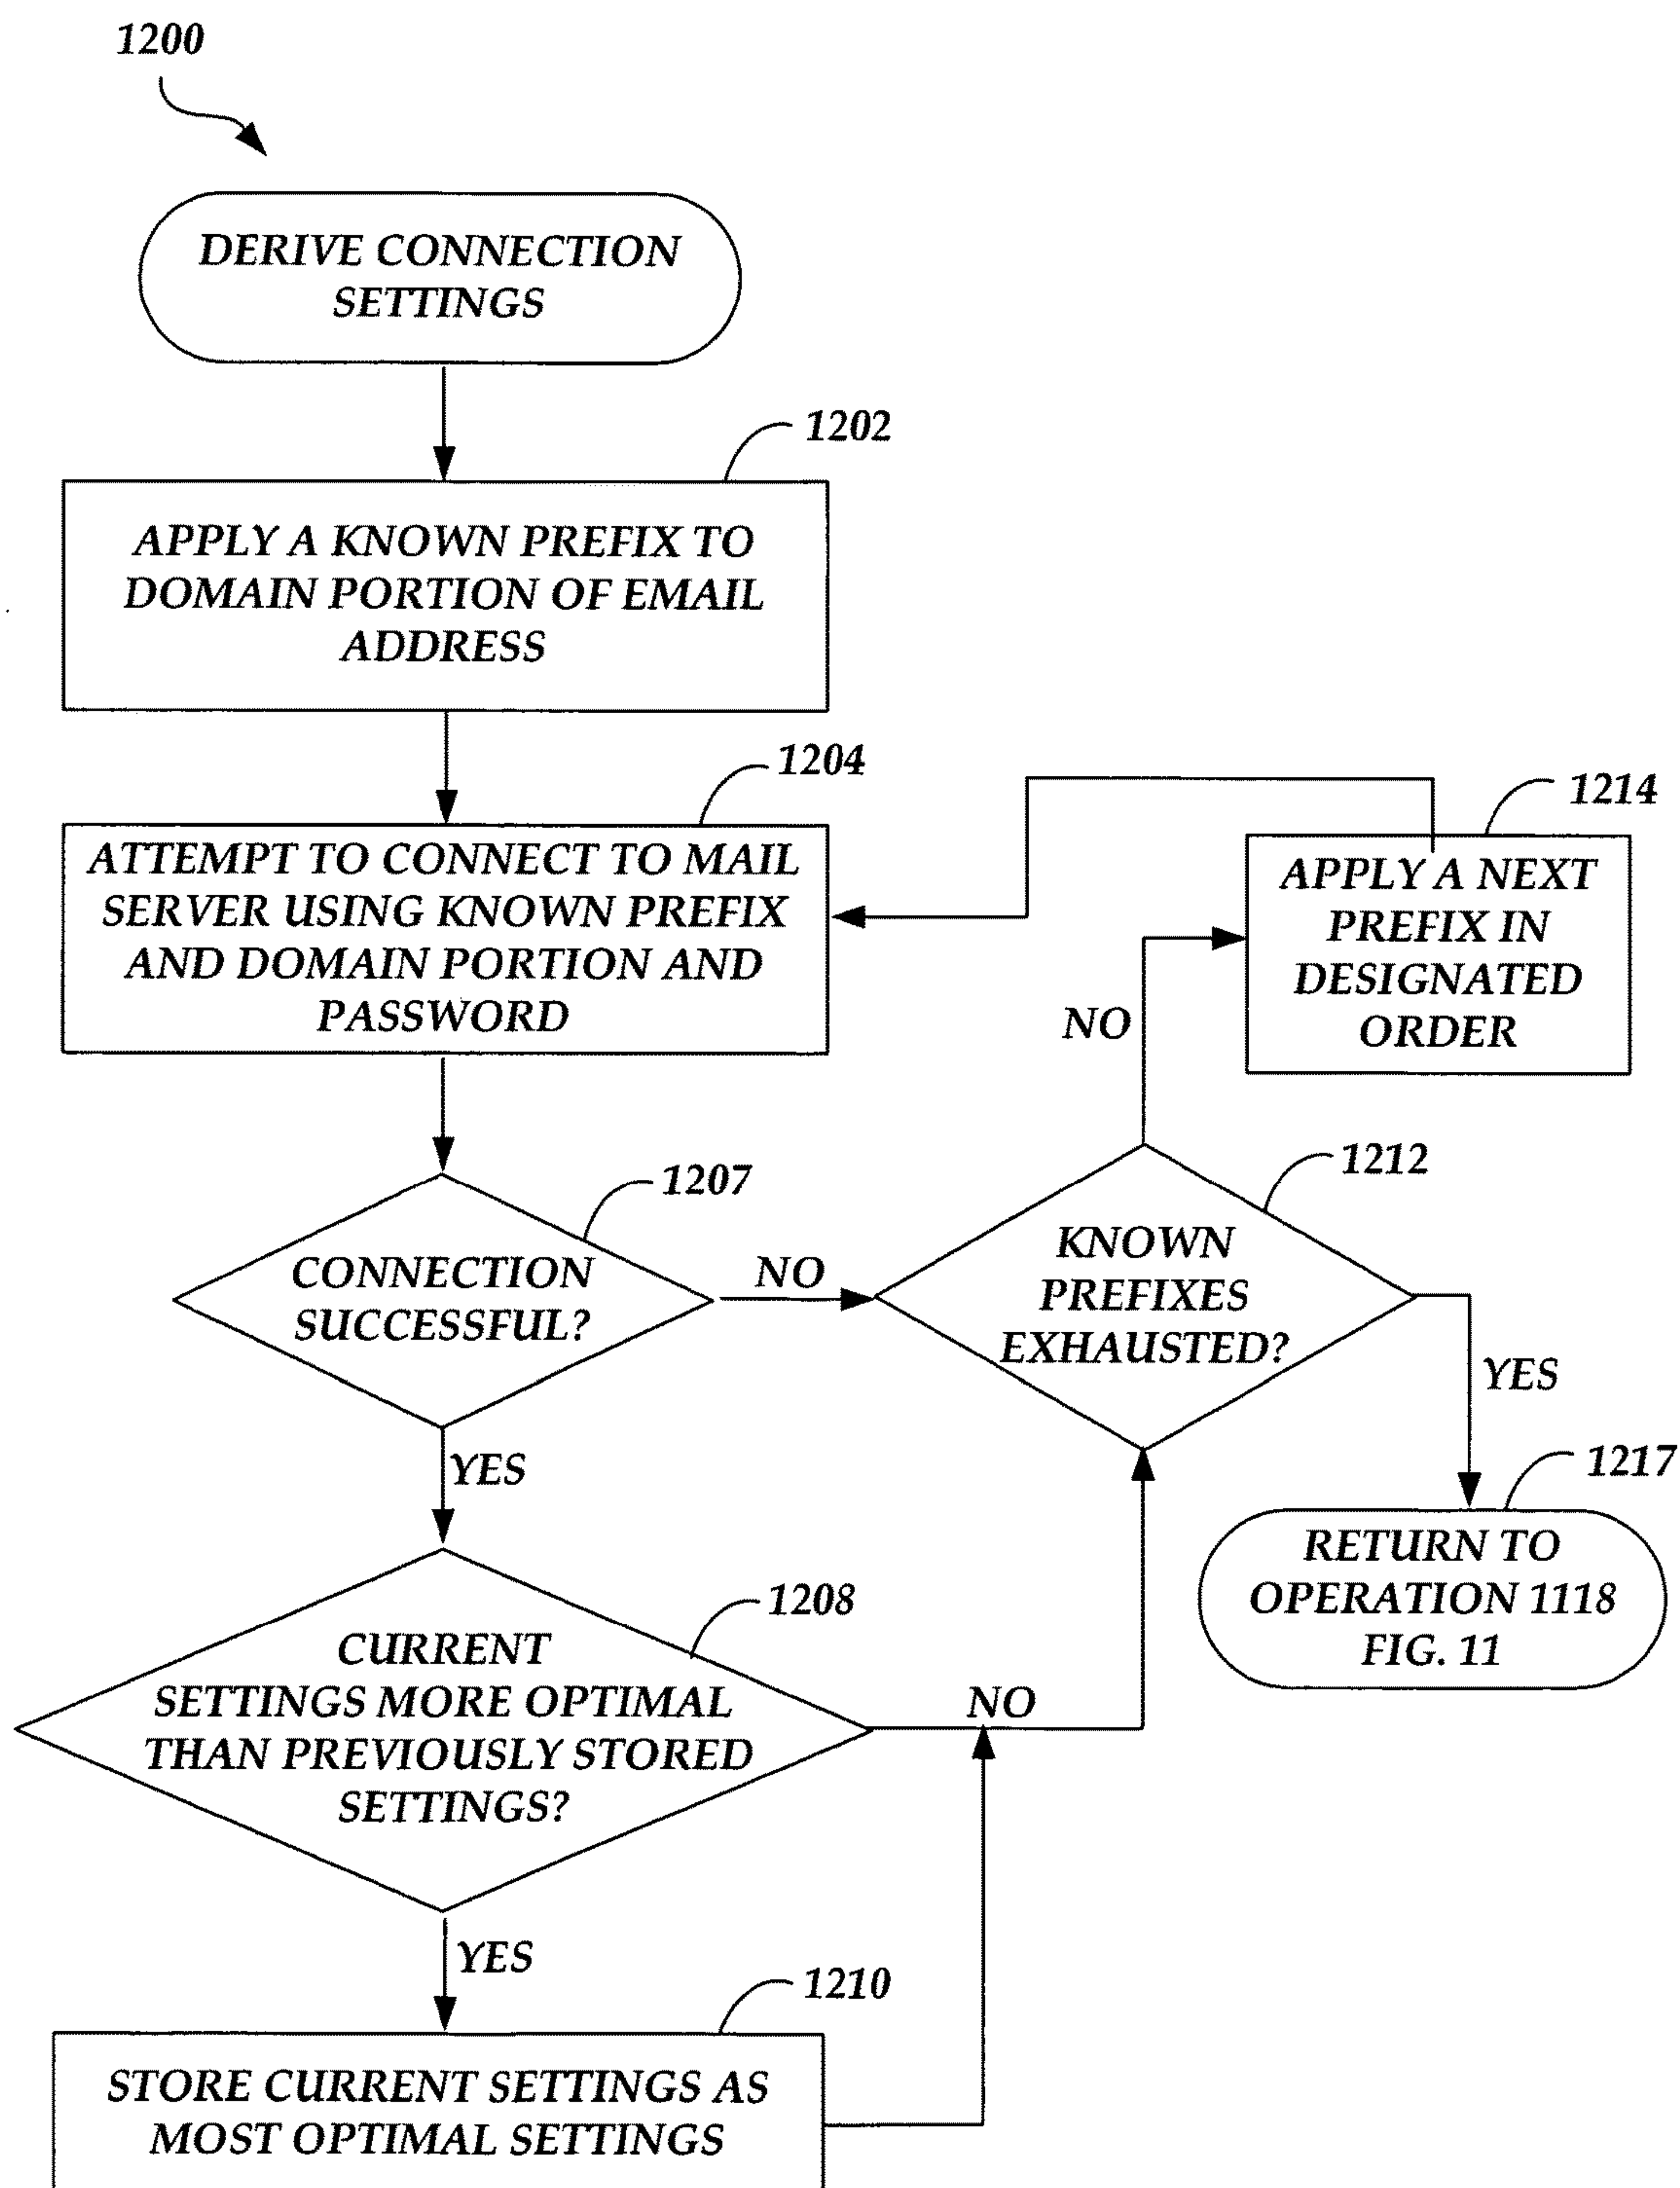 1200
DERIVE CONNECTION
SETTINGS
1202
APPLY A KNOWN PREFIX TO
DOMAIN PORTION OF EMAIL
ADDRESS
1204
ATTEMPT TO CONNECT TO MAIL
SERVER USING KNOWN PREFIX
AND DOMAIN PORTION AND
PASSWORD
1214
APPLY A NEXT
PREFIX IN
DESIGNATED
ORDER
NO
1207
CONNECTION
SUCCESSFUL?
NO
1212
KNOWN
PREFIXES
EXHAUSTED?
YES
YES
1217
RETURN TO
OPERATION 1118
FIG. 11
1208
CURRENT
SETTINGS MORE OPTIMAL
THAN PREVIOUSLY STORED
SETTINGS?
NO
YES
1210
STORE CURRENT SETTINGS AS
MOST OPTIMAL SETTINGS